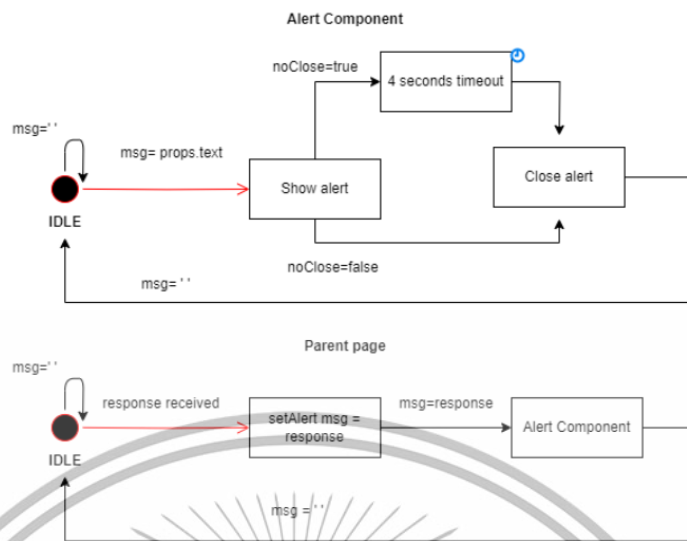 Alert Component
noClose=true
4 seconds timeout
msg=' '
msg= props.text
Show alert
Close alert
IDLE
noClose=false
msg= ' '
Parent page
msg=' '
response received
setAlert msg =
response
msg=response
Alert Component
IDLE
msg = ' '